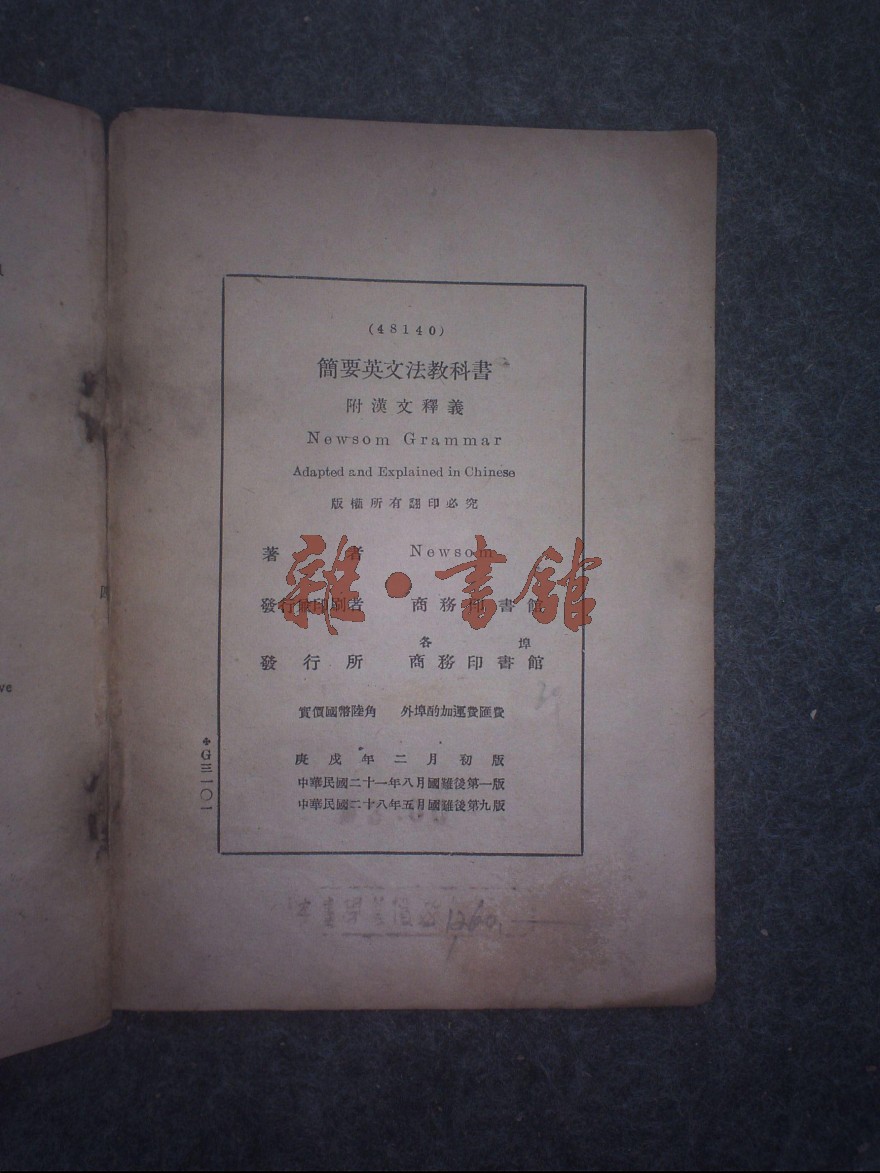 (48140)
簡要英文法教科書
附漢文釋義
Newsom Grammar
Adapted and Explained in Chinese
版權所有翻印必究
著者 Newsom
發行兼印刷者 商務印書館
各埠
發行所 商務印書館
實價國幣陸角 外埠酌加運費匯費
庚戌年二月初版
中華民國二十一年八月國難後第一版
中華民國二十八年五月國難後第九版
G三一〇一
雜·書館
ve